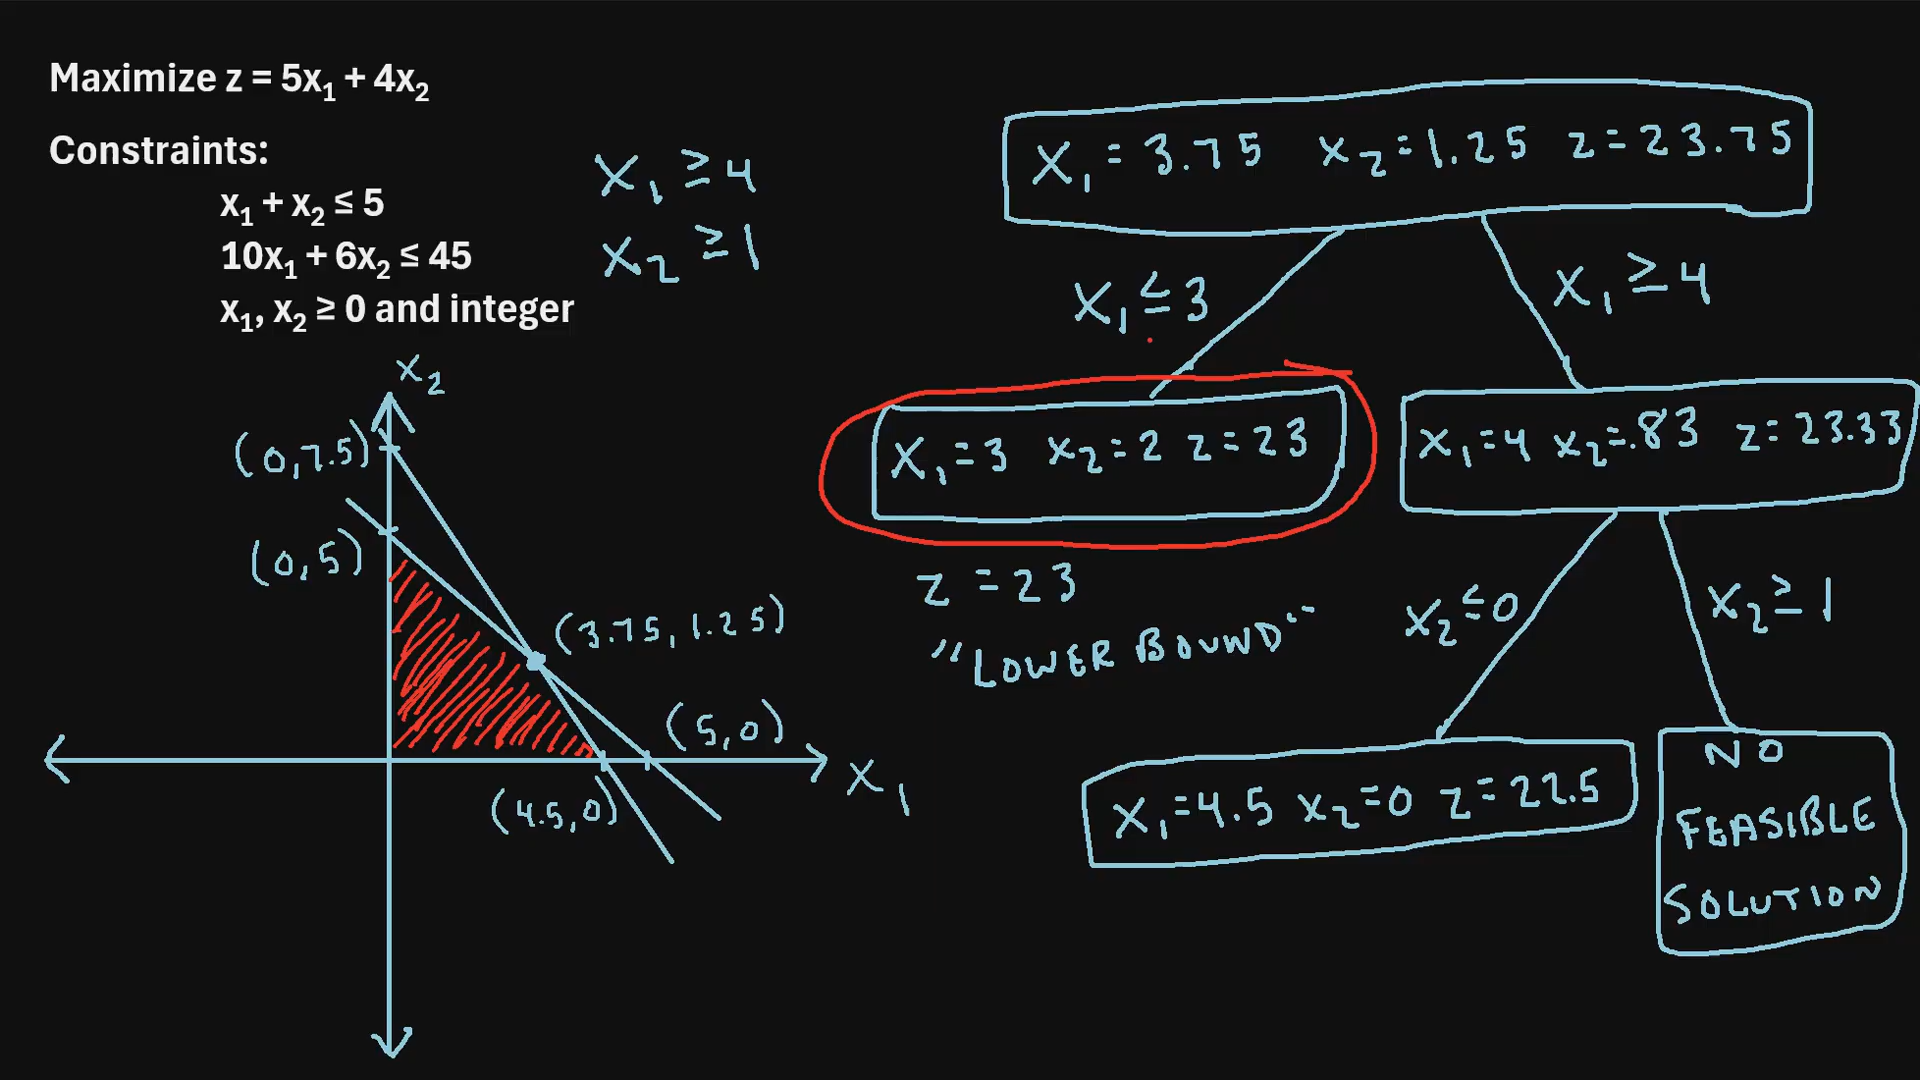 Maximize z = 5x₁ + 4x₂
Constraints:
x₁ + x₂ ≤ 5
10x₁ + 6x₂ ≤ 45
x₁, x₂ ≥ 0 and integer
x₁ ≥ 4
x₂ ≥ 1
x₂
(0,7.5)
(0,5)
(3.75,1.25)
(5,0)
(4.5,0)
x₁
x₁ = 3.75 x₂ = 1.25 z = 23.75
x₁ ≤ 3
x₁ ≥ 4
x₁ = 3 x₂ = 2 z = 23
x₁ = 4 x₂ = .83 z = 23.33
z = 23
"LOWER BOUND"
x₂ ≤ 0
x₂ ≥ 1
x₁ = 4.5 x₂ = 0 z = 22.5
NO
FEASIBLE
SOLUTION